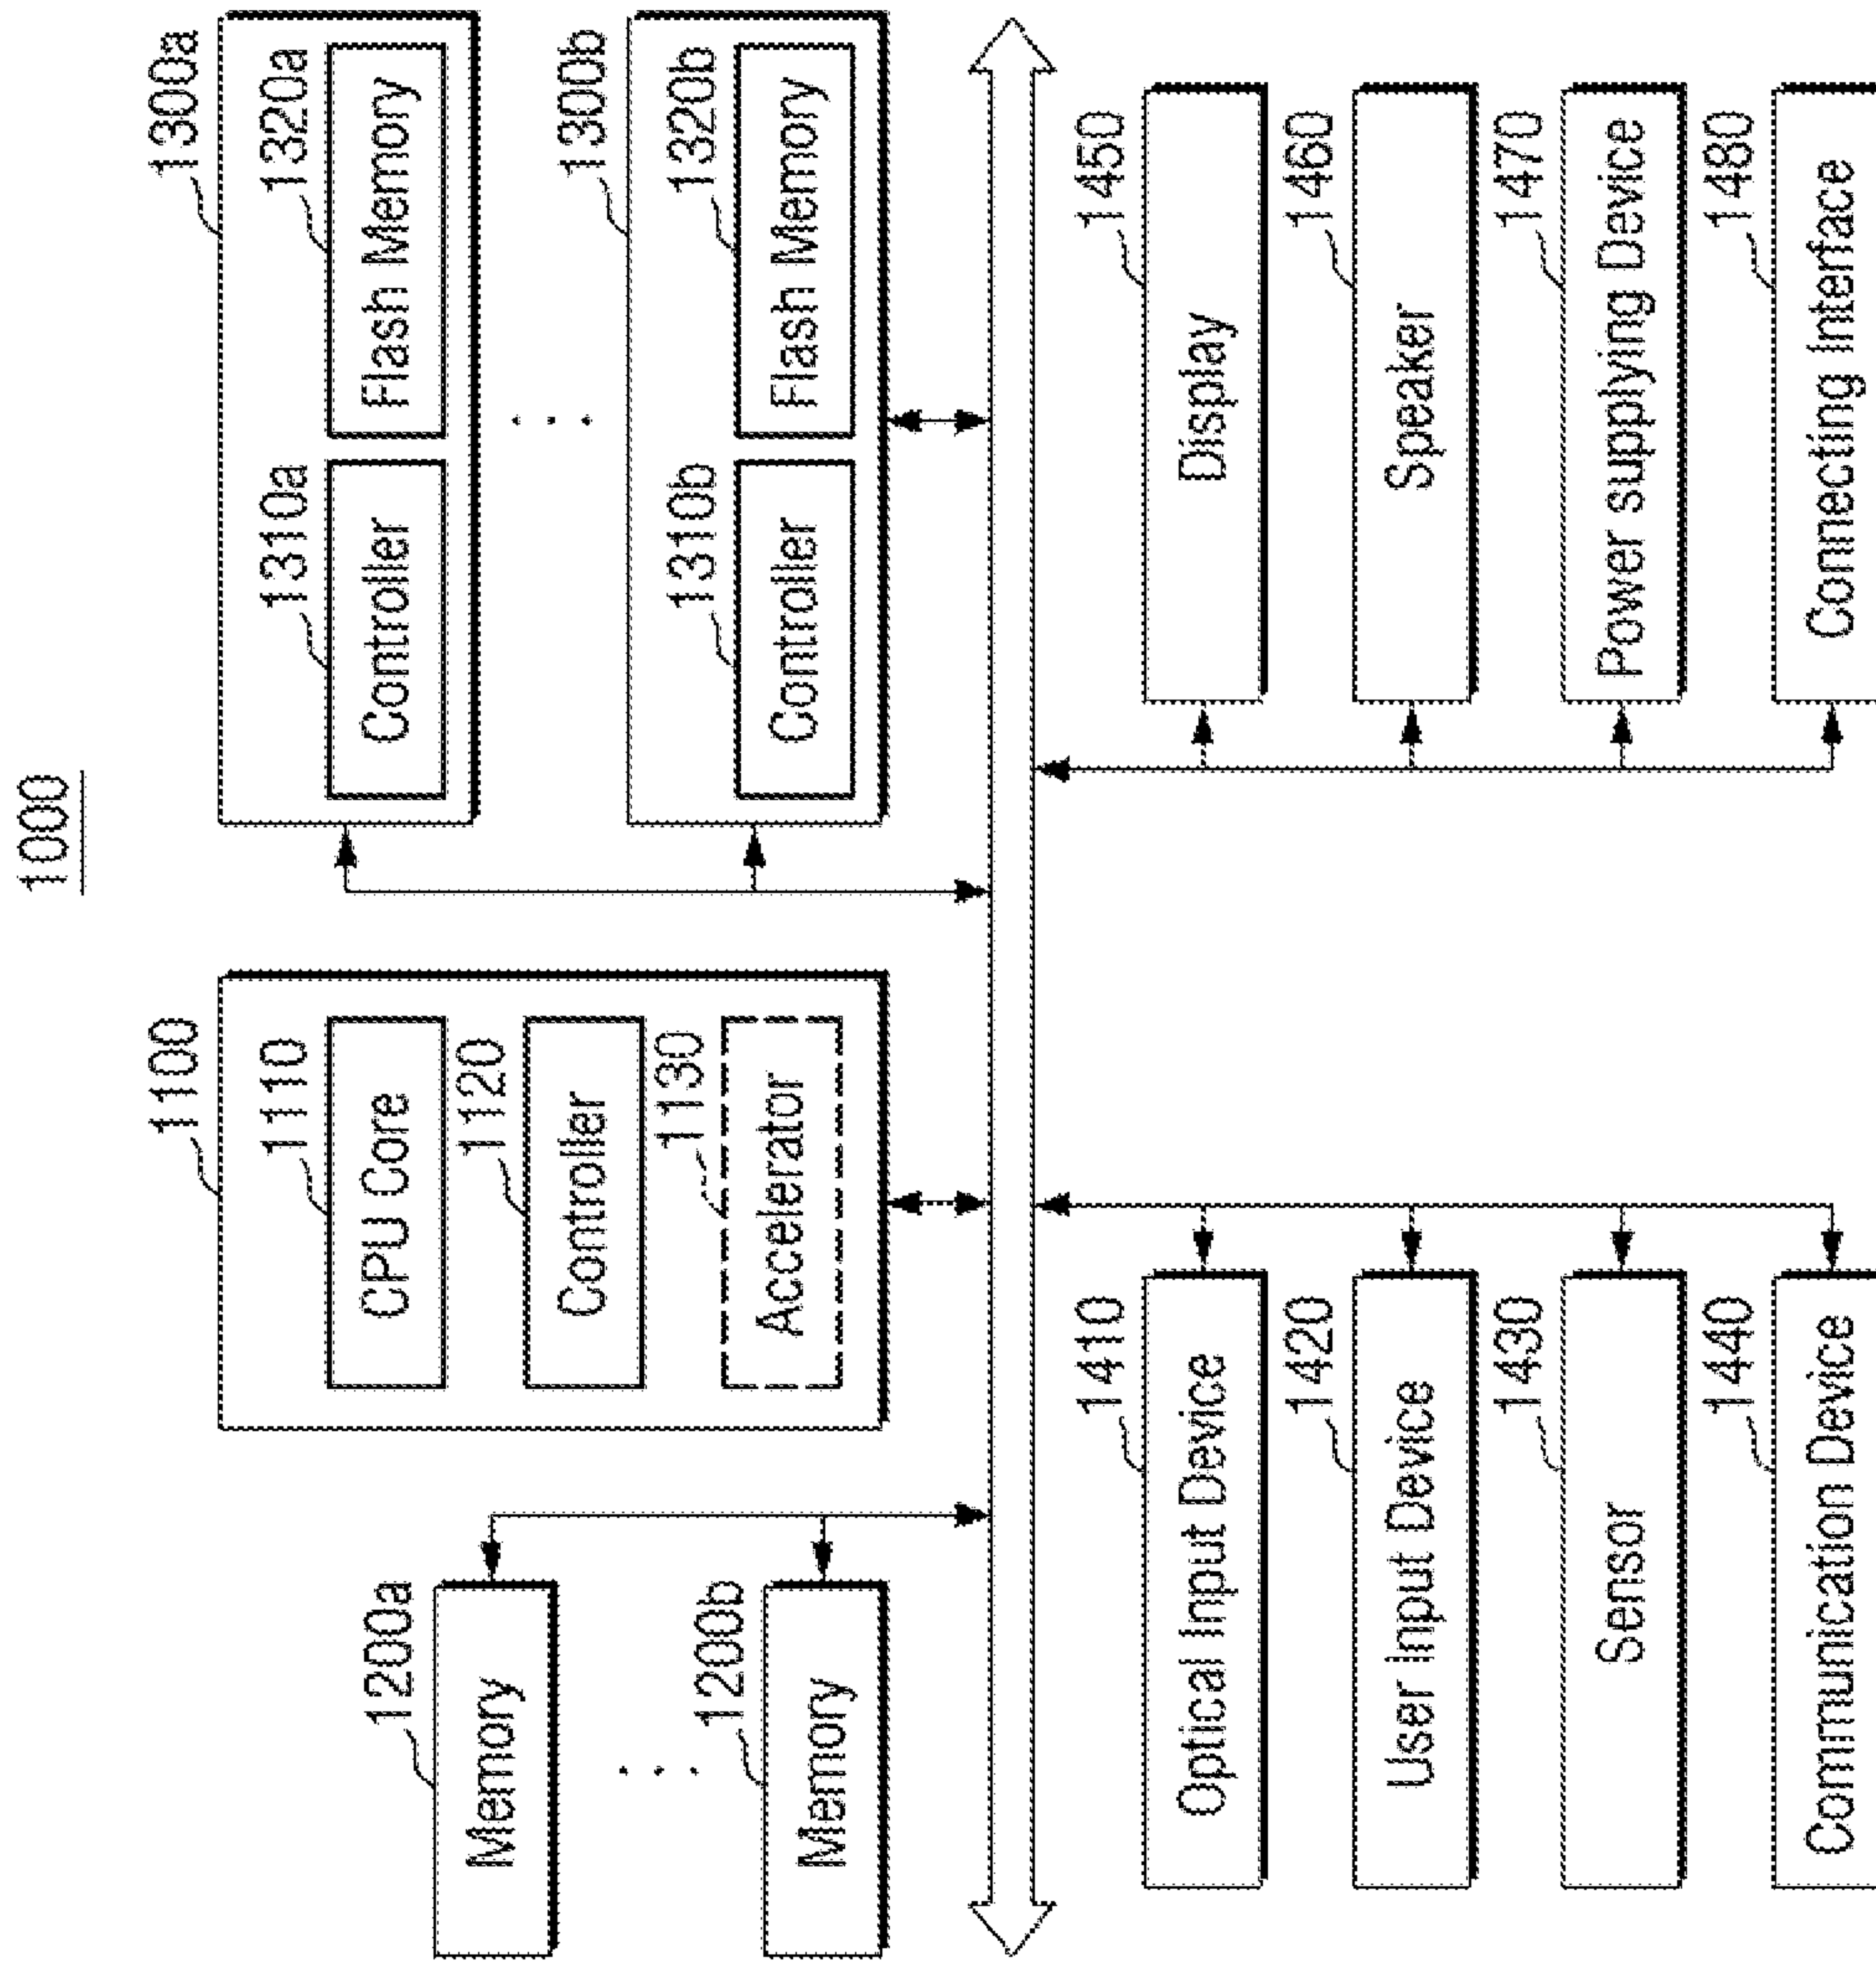 1000
1100
1110
CPU Core
1120
Controller
1130
Accelerator
1200a
Memory
1200b
Memory
1300a
1310a
Controller
1320a
Flash Memory
1300b
1310b
Controller
1320b
Flash Memory
1410
Optical Input Device
1420
User Input Device
1430
Sensor
1440
Communication Device
1450
Display
1460
Speaker
1470
Power supplying Device
1480
Connecting Interface